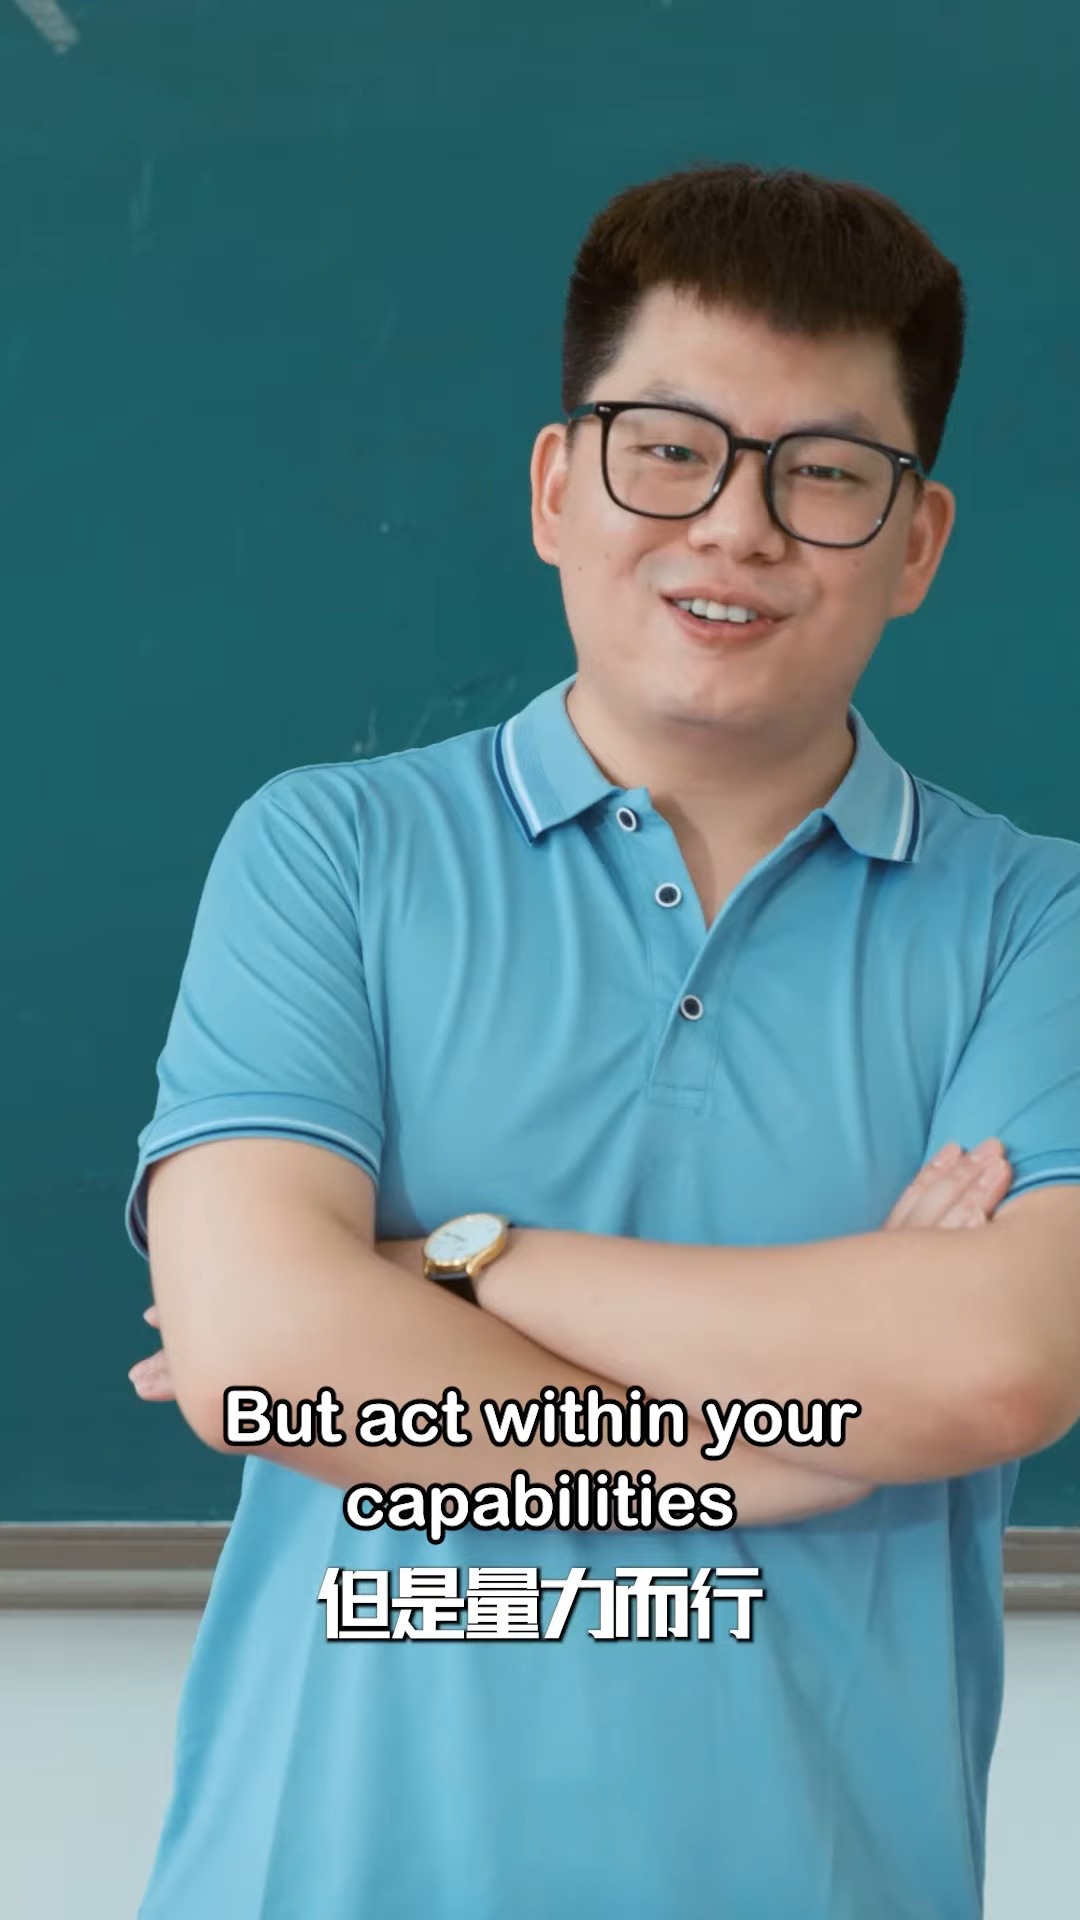 But act within your
capabilities
但是量力而行